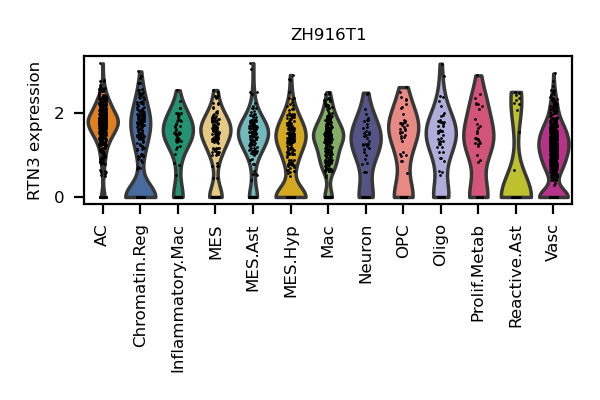 ZH916T1
RTN3 expression
2
0
AC
Chromatin.Reg
Inflammatory.Mac
MES
MES.Ast
MES.Hyp
Mac
Neuron
OPC
Oligo
Prolif.Metab
Reactive.Ast
Vasc